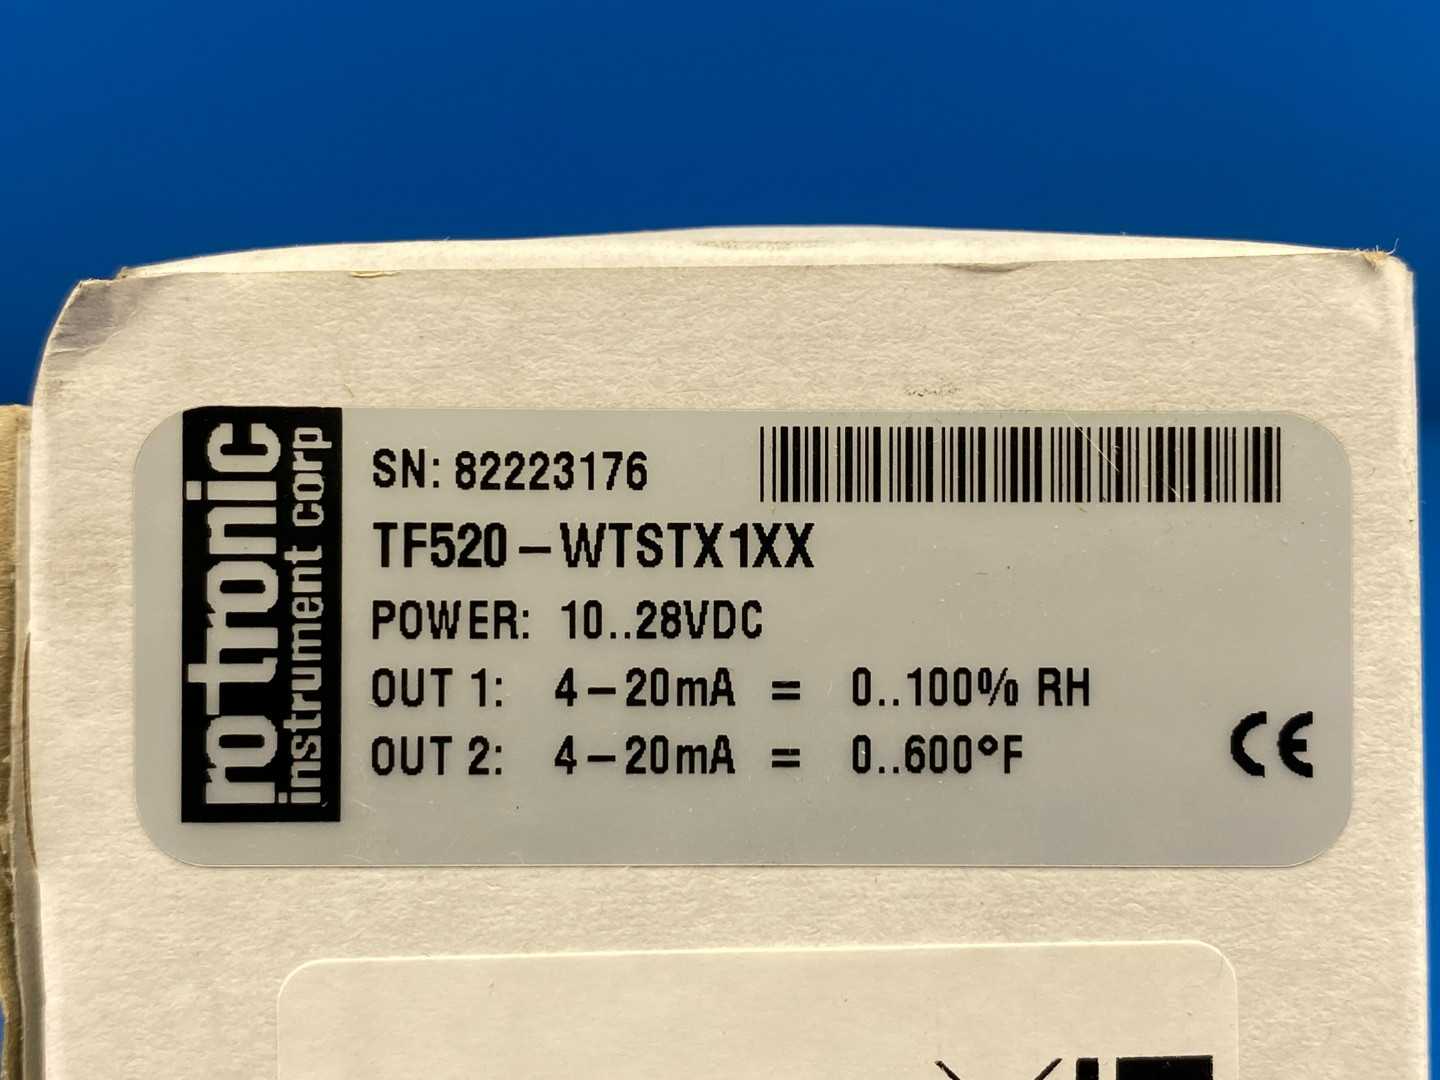 rotronic
instrument corp
SN: 82223176
TF520-WTSTX1XX
POWER: 10..28VDC
OUT 1: 4-20mA = 0..100% RH
OUT 2: 4-20mA = 0..600°F
CE